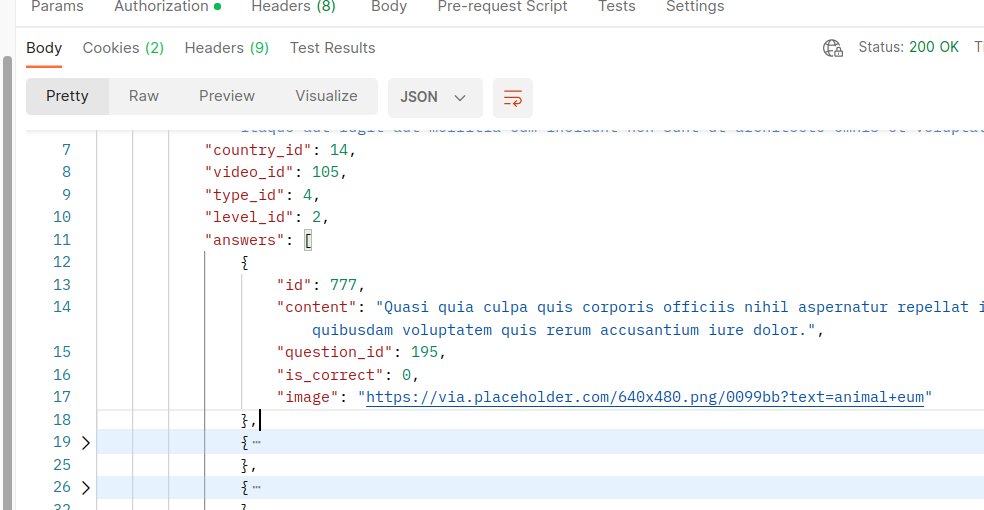 Params Authorization Headers (8) Body Pre-request Script Tests Settings
Body Cookies (2) Headers (9) Test Results Status: 200 OK
Pretty Raw Preview Visualize JSON
7 "country_id": 14,
8 "video_id": 105,
9 "type_id": 4,
10 "level_id": 2,
11 "answers": [
12 {
13 "id": 777,
14 "content": "Quasi quia culpa quis corporis officiis nihil aspernatur repellat
quibusdam voluptatem quis rerum accusantium iure dolor.",
15 "question_id": 195,
16 "is_correct": 0,
17 "image": "https://via.placeholder.com/640x480.png/0099bb?text=animal+eum"
18 },
19 { ⋯
25 },
26 { ⋯
32 }